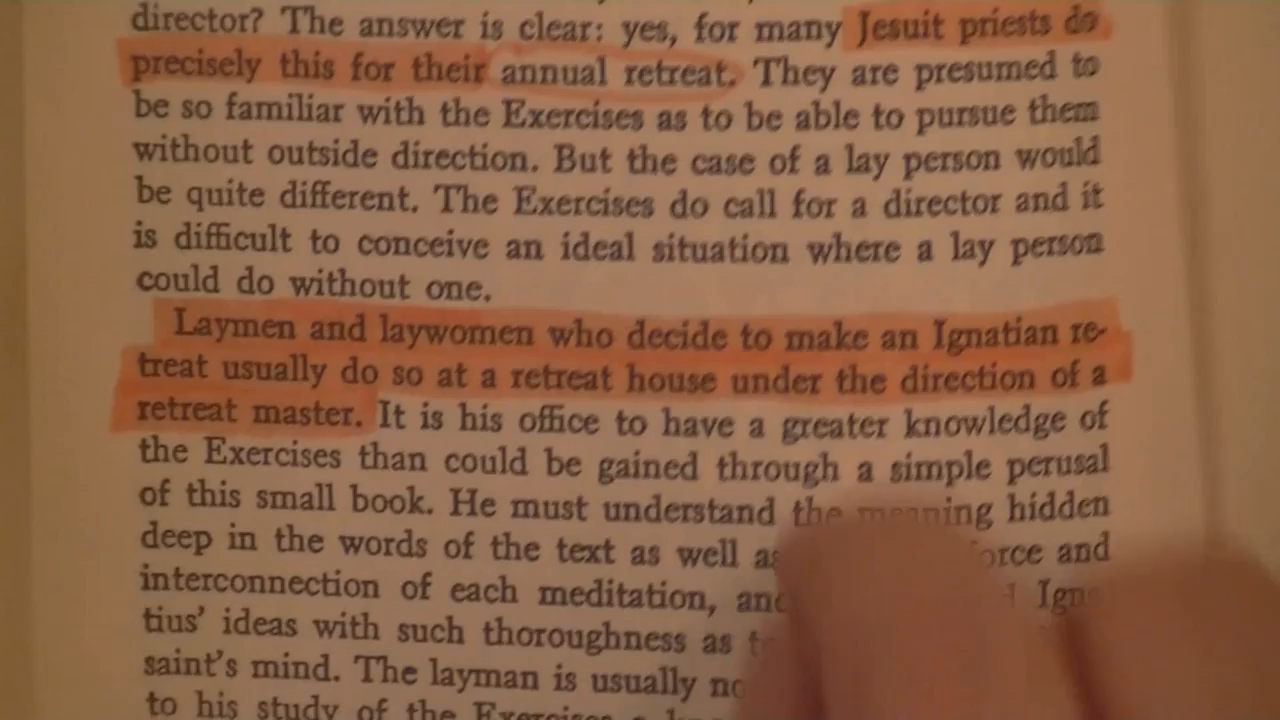 director? The answer is clear: yes, for many Jesuit priests do
precisely this for their annual retreat. They are presumed to
be so familiar with the Exercises as to be able to pursue them
without outside direction. But the case of a lay person would
be quite different. The Exercises do call for a director and it
is difficult to conceive an ideal situation where a lay person
could do without one.
Laymen and laywomen who decide to make an Ignatian re-
treat usually do so at a retreat house under the direction of a
retreat master. It is his office to have a greater knowledge of
the Exercises than could be gained through a simple perusal
of this small book. He must understand the meaning hidden
deep in the words of the text as well as and
interconnection of each meditation,
tius' ideas with such thoroughness as
saint's mind. The layman is usually
to his study of the Exercises